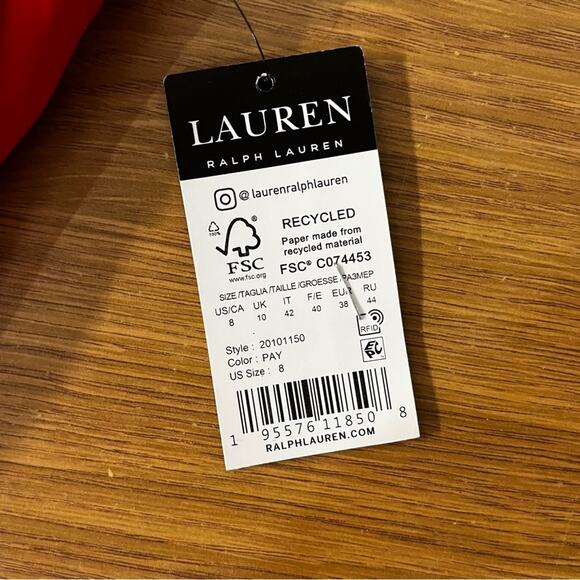 LAUREN
RALPH LAUREN
@ laurenralphlauren
100%
®
FSC
www.fsc.org
RECYCLED
Paper made from
recycled material
FSC® C074453
SIZE/TAGLIA/TAILLE/GROESSE/РАЗМЕР
US/CA UK IT F/E EUR RU
8 10 42 40 38 44
RFID
Style : 20101150
Color : PAY
US Size : 8
1 95576 11850 8
RALPHLAUREN.COM